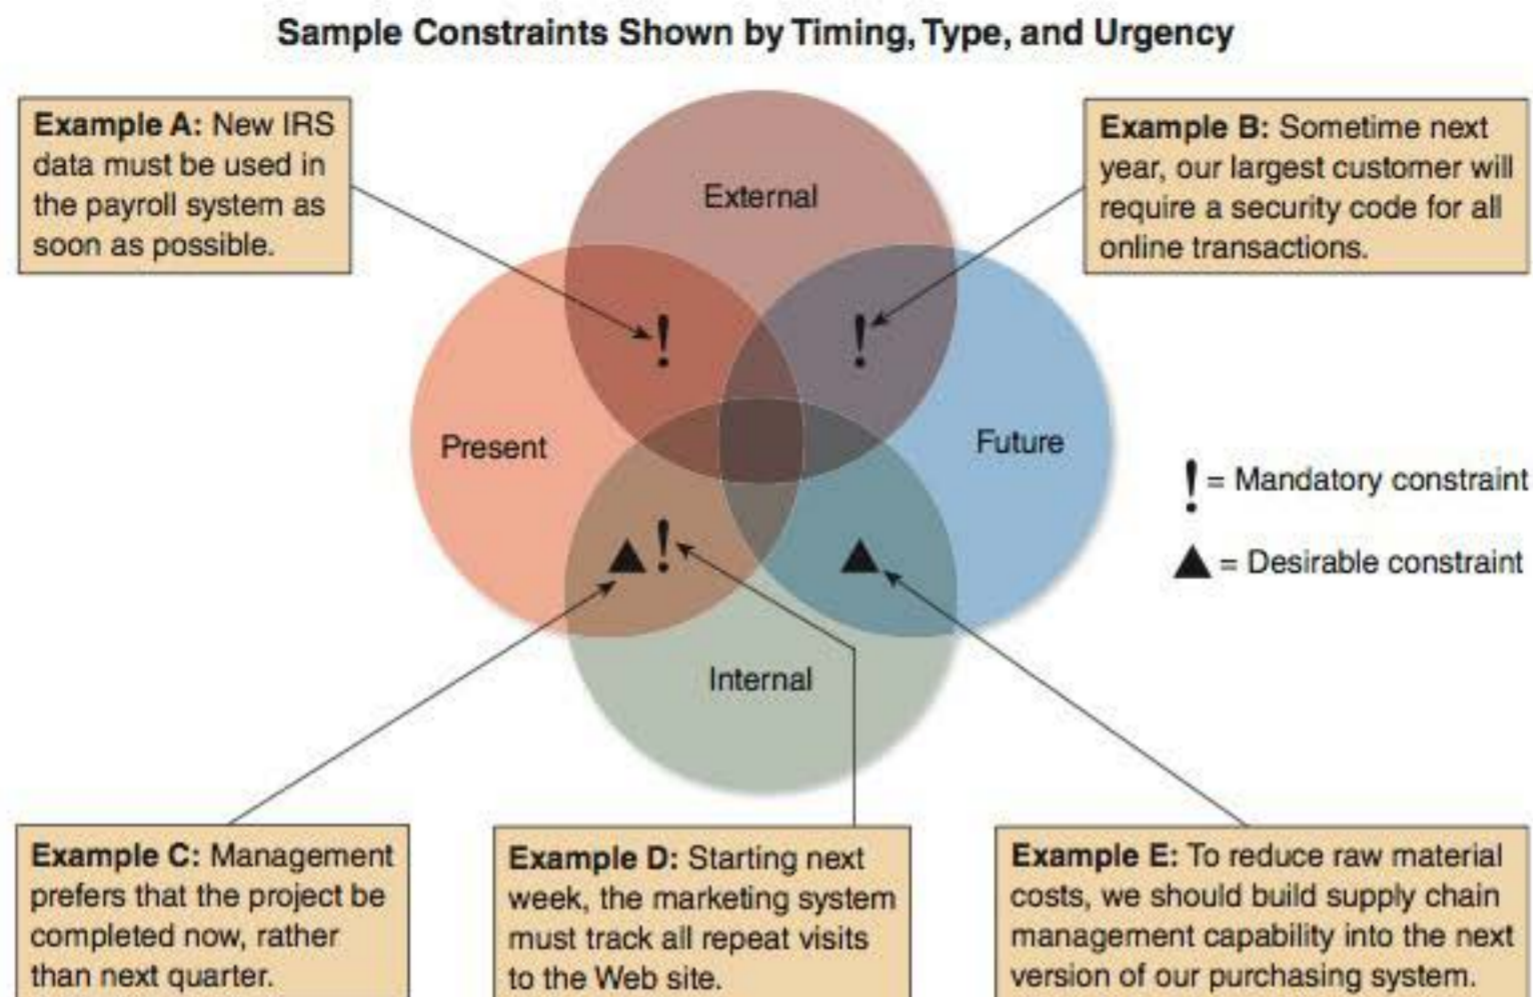 Sample Constraints Shown by Timing, Type, and Urgency
Example A: New IRS
data must be used in
the payroll system as
soon as possible.
Example B: Sometime next
year, our largest customer will
require a security code for all
online transactions.
External
Present
Future
Internal
! = Mandatory constraint
▲ = Desirable constraint
Example C: Management
prefers that the project be
completed now, rather
than next quarter.
Example D: Starting next
week, the marketing system
must track all repeat visits
to the Web site.
Example E: To reduce raw material
costs, we should build supply chain
management capability into the next
version of our purchasing system.